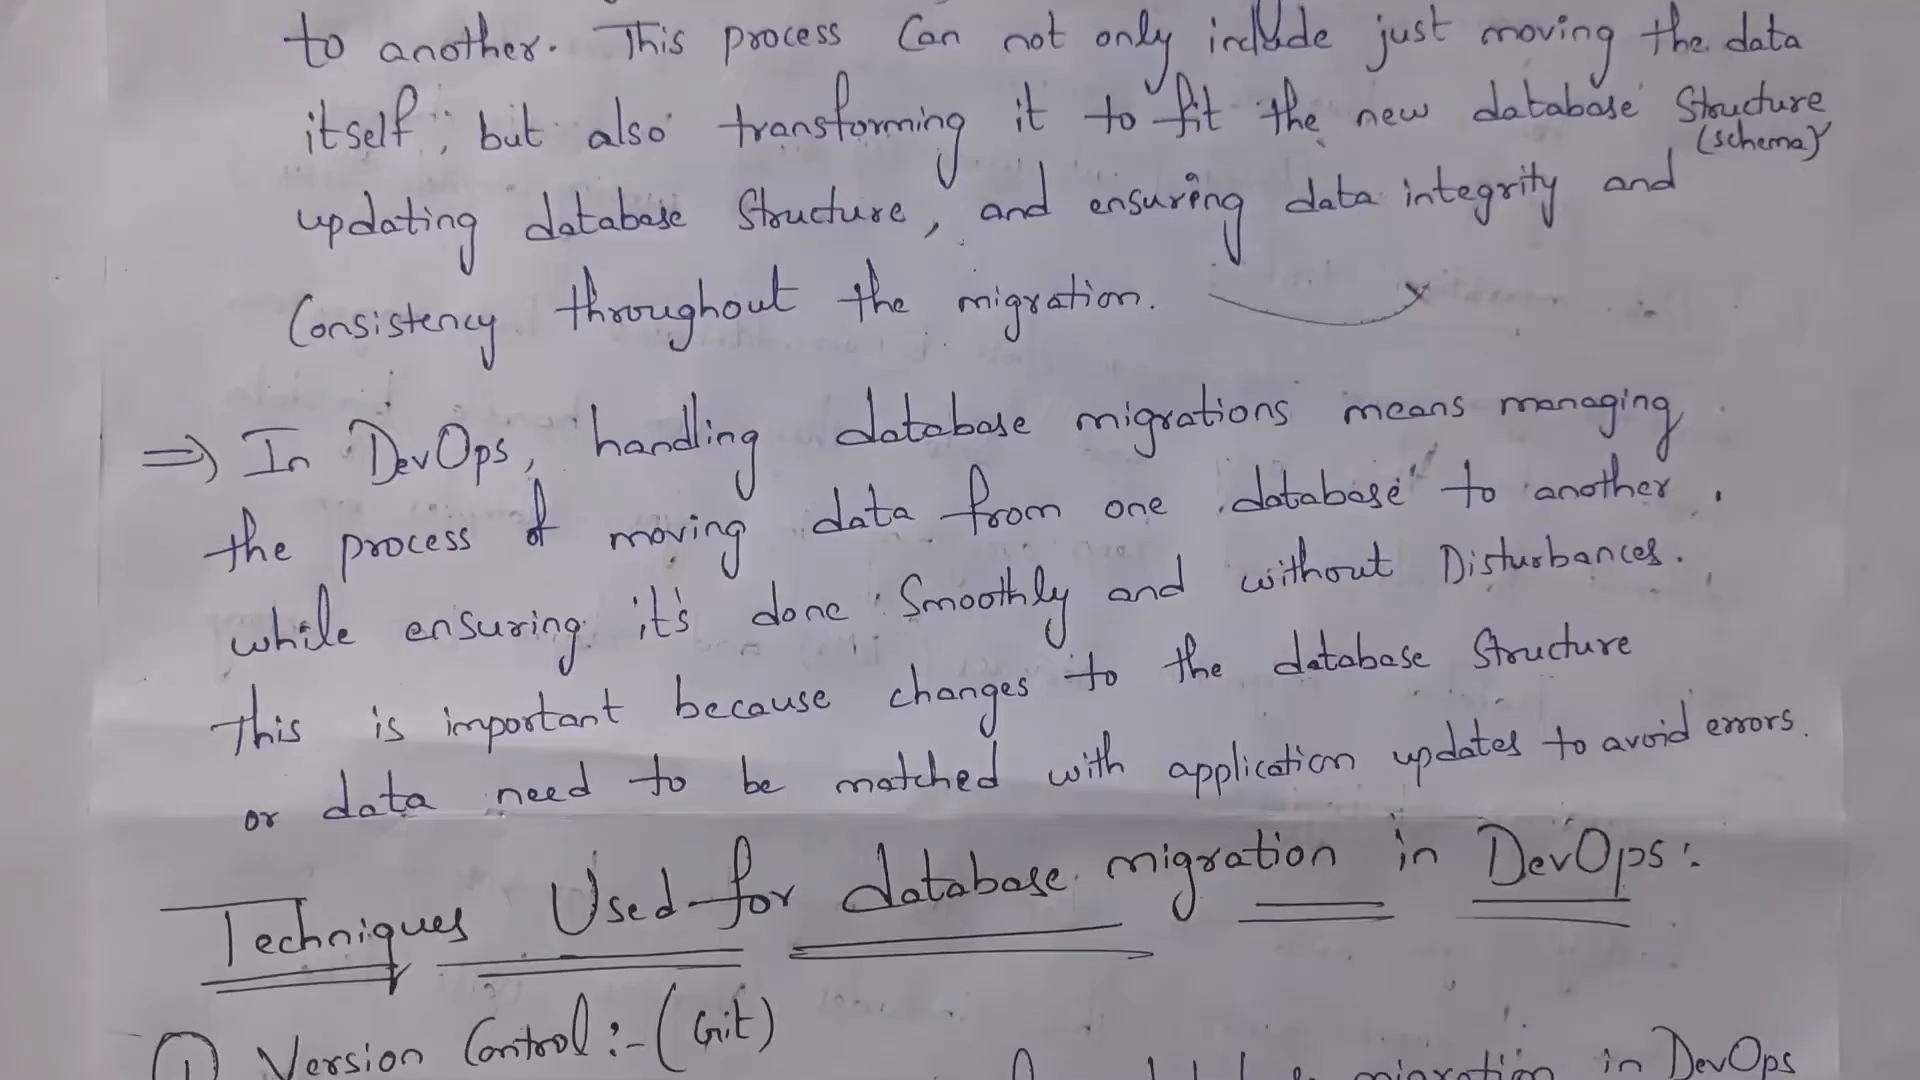 to another. This process Can not only include just moving the data
itself, but also transforming it to fit the new database Structure
(schema)
updating database Structure, and ensuring data integrity and
Consistency throughout the migration.
⇒ In DevOps, handling database migrations means managing
the process of moving data from one database to another.
while ensuring it's done Smoothly and without Disturbances.
This is important because changes to the database Structure
or data need to be matched with application updates to avoid errors.
Techniques Used for database migration in DevOps:
① Version Control :- (Git)
migration in DevOps